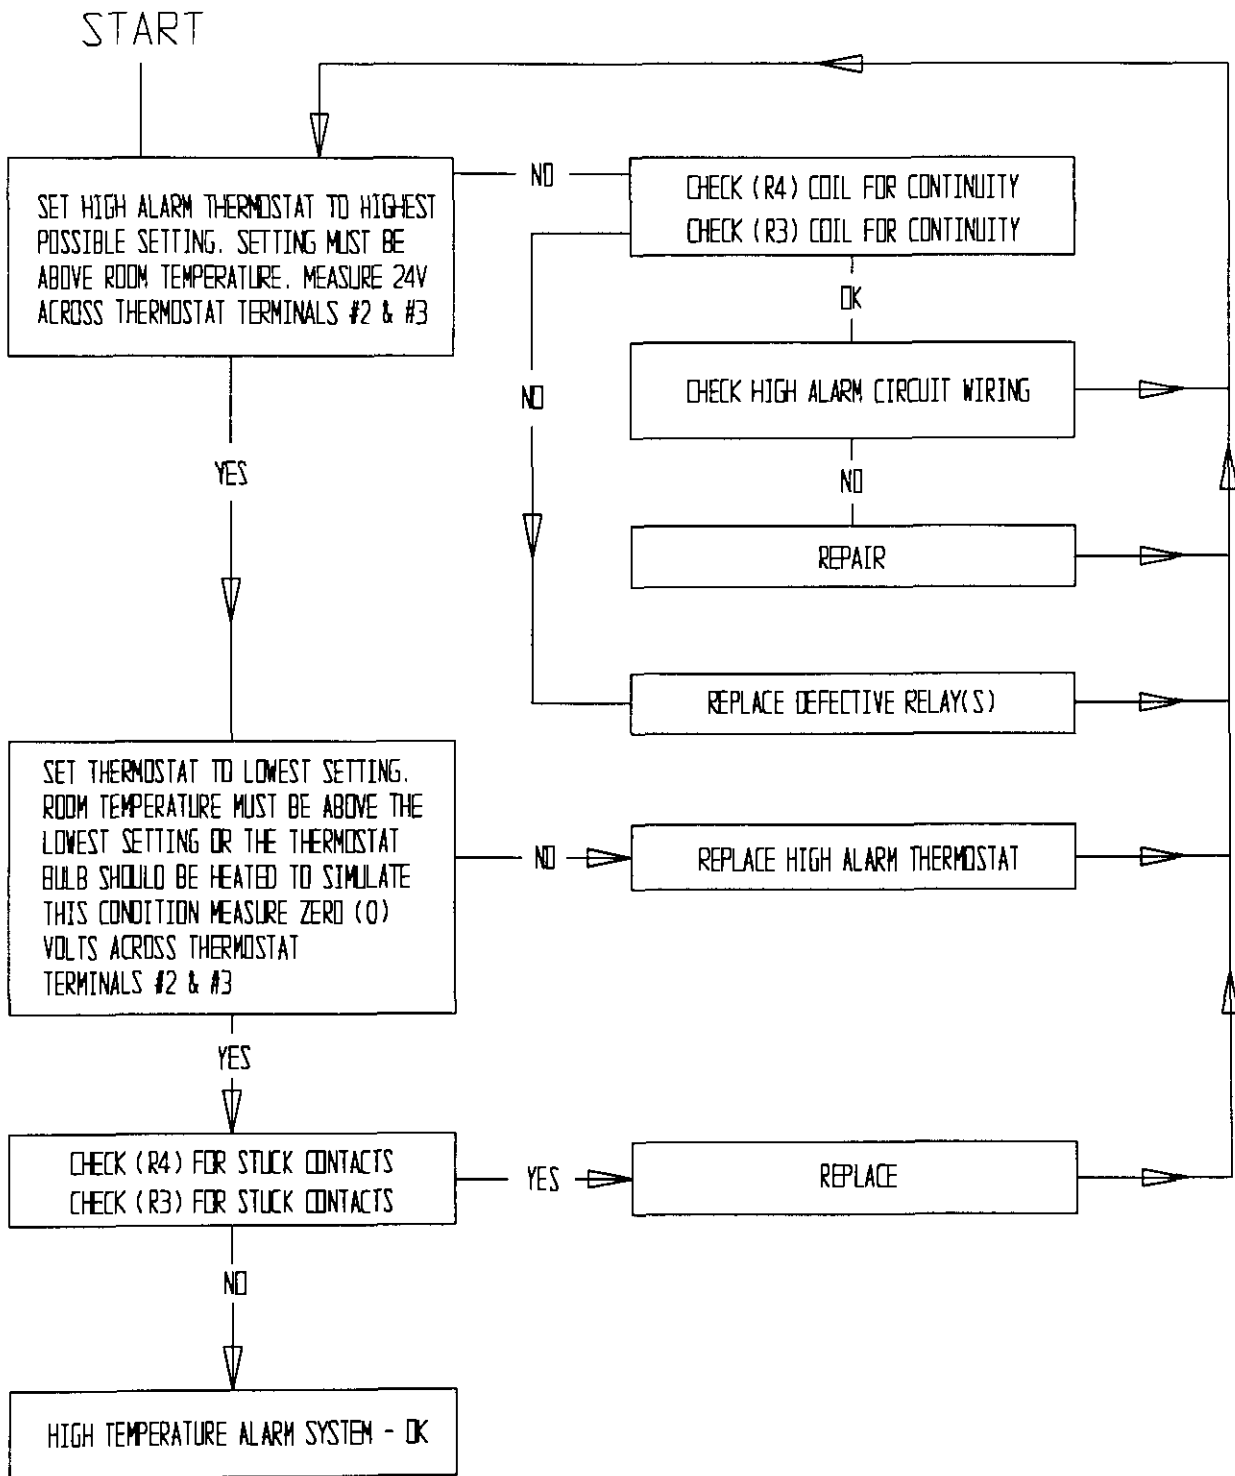 START
SET HIGH ALARM THERMOSTAT TO HIGHEST
POSSIBLE SETTING. SETTING MUST BE
ABOVE ROOM TEMPERATURE. MEASURE 24V
ACROSS THERMOSTAT TERMINALS #2 & #3
NO
CHECK (R4) COIL FOR CONTINUITY
CHECK (R3) COIL FOR CONTINUITY
OK
NO
CHECK HIGH ALARM CIRCUIT WIRING
YES
NO
REPAIR
REPLACE DEFECTIVE RELAY(S)
SET THERMOSTAT TO LOWEST SETTING.
ROOM TEMPERATURE MUST BE ABOVE THE
LOWEST SETTING OR THE THERMOSTAT
BULB SHOULD BE HEATED TO SIMULATE
THIS CONDITION MEASURE ZERO (0)
VOLTS ACROSS THERMOSTAT
TERMINALS #2 & #3
NO
REPLACE HIGH ALARM THERMOSTAT
YES
CHECK (R4) FOR STUCK CONTACTS
CHECK (R3) FOR STUCK CONTACTS
YES
REPLACE
NO
HIGH TEMPERATURE ALARM SYSTEM - OK